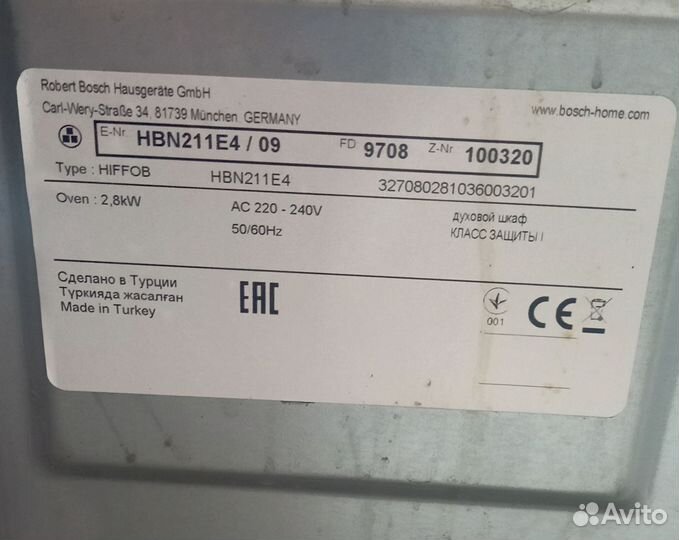 Robert Bosch Hausgeräte GmbH
Carl-Wery-Straße 34, 81739 München GERMANY
www.bosch-home.com
E-Nr. HBN211E4 / 09 FD 9708 Z-Nr 100320
Type : HIFFOB HBN211E4 327080281036003201
Oven : 2,8kW AC 220 - 240V духовой шкаф
50/60Hz КЛАСС ЗАЩИТЫ I
Сделано в Турции
Түркияда жасалған
Made in Turkey
EAC
001
CE
Avito